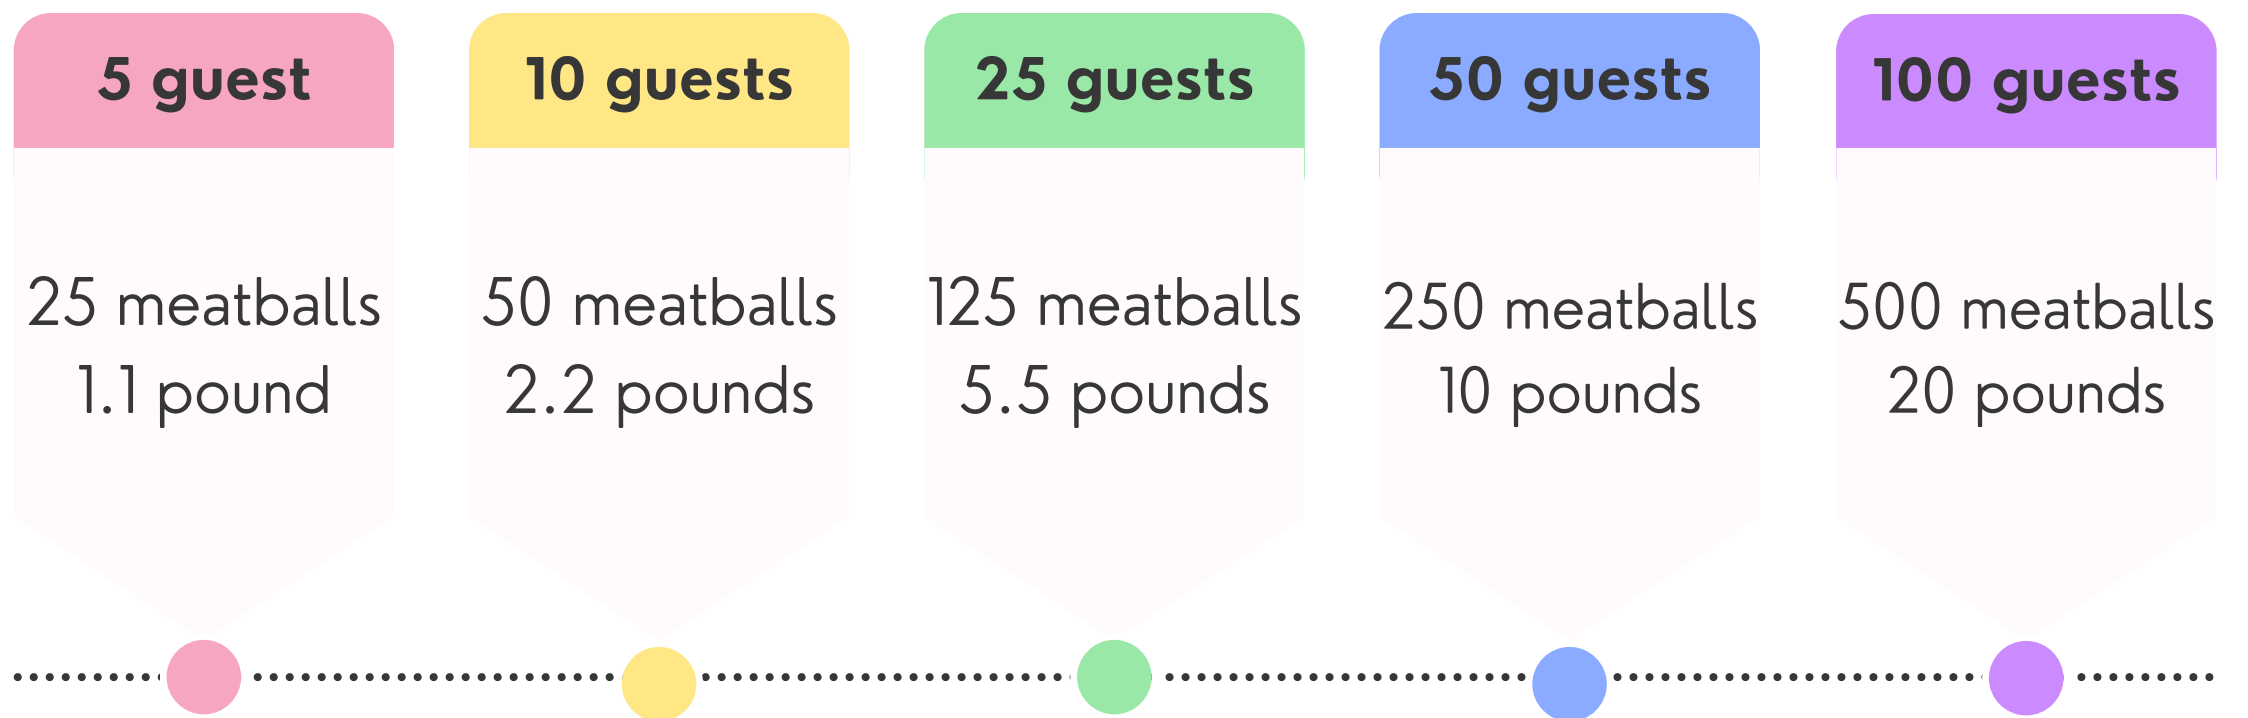 5 guest
25 meatballs
1.1 pound
10 guests
50 meatballs
2.2 pounds
25 guests
125 meatballs
5.5 pounds
50 guests
250 meatballs
10 pounds
100 guests
500 meatballs
20 pounds